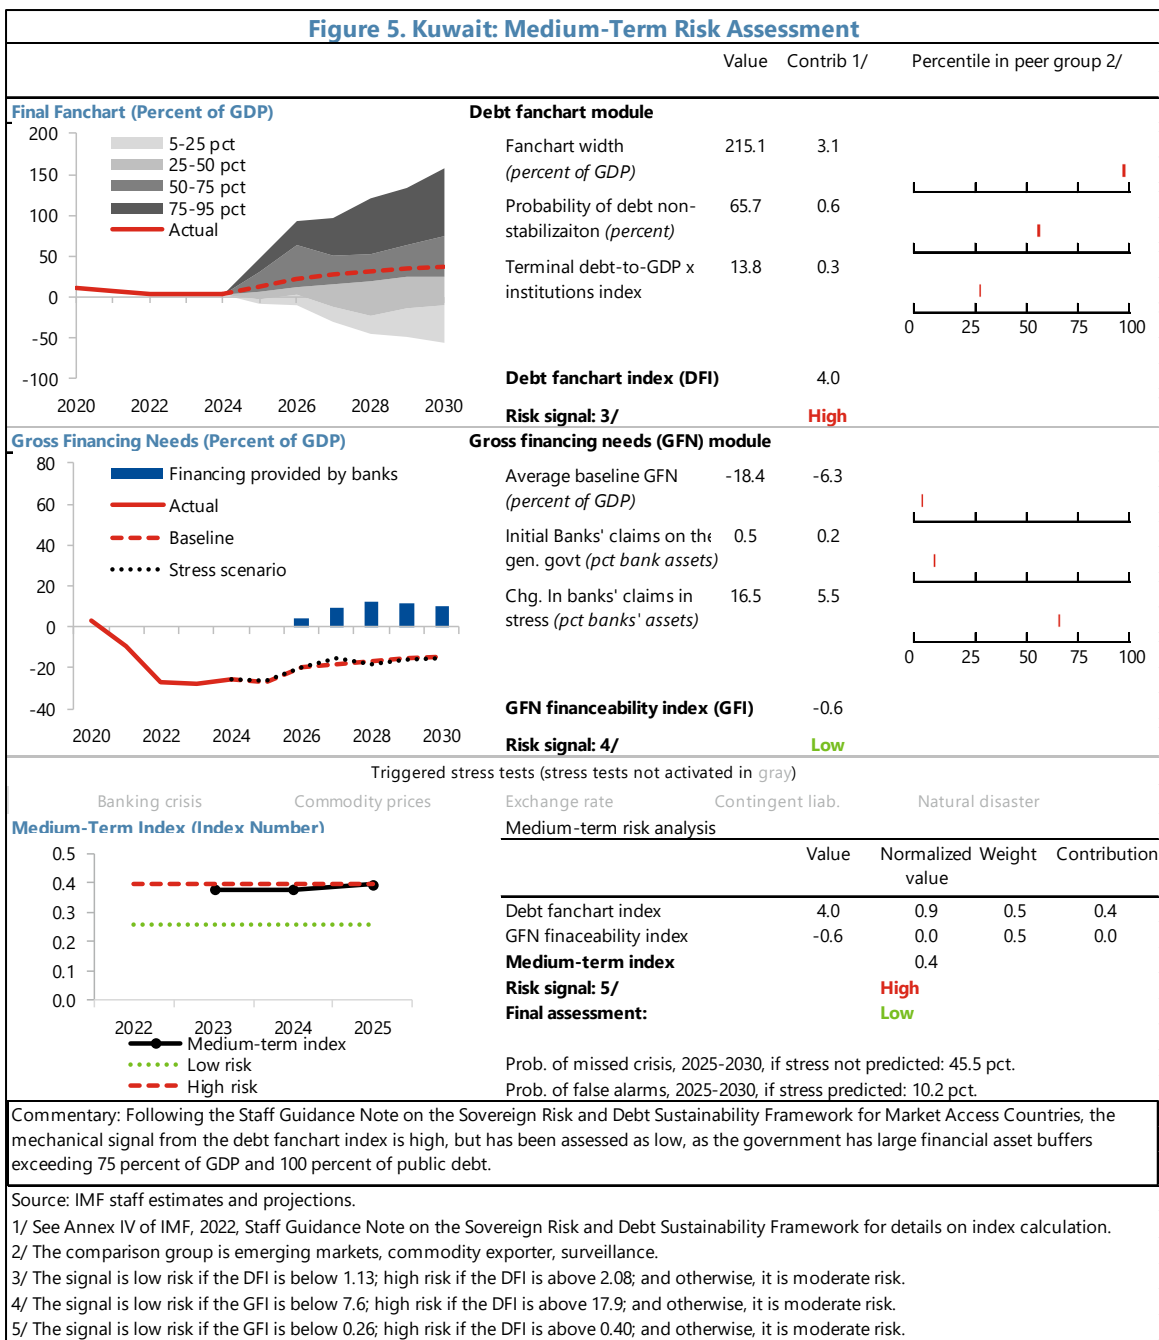 Figure 5. Kuwait: Medium-Term Risk Assessment
Value Contrib 1/ Percentile in peer group 2/
Final Fanchart (Percent of GDP)
200
150
100
50
0
-50
-100
5-25 pct
25-50 pct
50-75 pct
75-95 pct
Actual
2020 2022 2024 2026 2028 2030
Debt fanchart module
Fanchart width 215.1 3.1
(percent of GDP)
Probability of debt non- 65.7 0.6
stabilizaiton (percent)
Terminal debt-to-GDP x 13.8 0.3
institutions index
0 25 50 75 100
Debt fanchart index (DFI) 4.0
Risk signal: 3/ High
Gross Financing Needs (Percent of GDP)
80
60
40
20
0
-20
-40
Financing provided by banks
Actual
Baseline
Stress scenario
2020 2022 2024 2026 2028 2030
Gross financing needs (GFN) module
Average baseline GFN -18.4 -6.3
(percent of GDP)
Initial Banks' claims on the 0.5 0.2
gen. govt (pct bank assets)
Chg. In banks' claims in 16.5 5.5
stress (pct banks' assets)
0 25 50 75 100
GFN financeability index (GFI) -0.6
Risk signal: 4/ Low
Triggered stress tests (stress tests not activated in gray)
Banking crisis Commodity prices Exchange rate Contingent liab. Natural disaster
Medium-Term Index (Index Number)
0.5
0.4
0.3
0.2
0.1
0.0
2022 2023 2024 2025
Medium-term index
Low risk
High risk
Medium-term risk analysis
Value Normalized Weight Contribution
value
Debt fanchart index 4.0 0.9 0.5 0.4
GFN finaceability index -0.6 0.0 0.5 0.0
Medium-term index 0.4
Risk signal: 5/ High
Final assessment: Low
Prob. of missed crisis, 2025-2030, if stress not predicted: 45.5 pct.
Prob. of false alarms, 2025-2030, if stress predicted: 10.2 pct.
Commentary: Following the Staff Guidance Note on the Sovereign Risk and Debt Sustainability Framework for Market Access Countries, the
mechanical signal from the debt fanchart index is high, but has been assessed as low, as the government has large financial asset buffers
exceeding 75 percent of GDP and 100 percent of public debt.
Source: IMF staff estimates and projections.
1/ See Annex IV of IMF, 2022, Staff Guidance Note on the Sovereign Risk and Debt Sustainability Framework for details on index calculation.
2/ The comparison group is emerging markets, commodity exporter, surveillance.
3/ The signal is low risk if the DFI is below 1.13; high risk if the DFI is above 2.08; and otherwise, it is moderate risk.
4/ The signal is low risk if the GFI is below 7.6; high risk if the DFI is above 17.9; and otherwise, it is moderate risk.
5/ The signal is low risk if the GFI is below 0.26; high risk if the DFI is above 0.40; and otherwise, it is moderate risk.